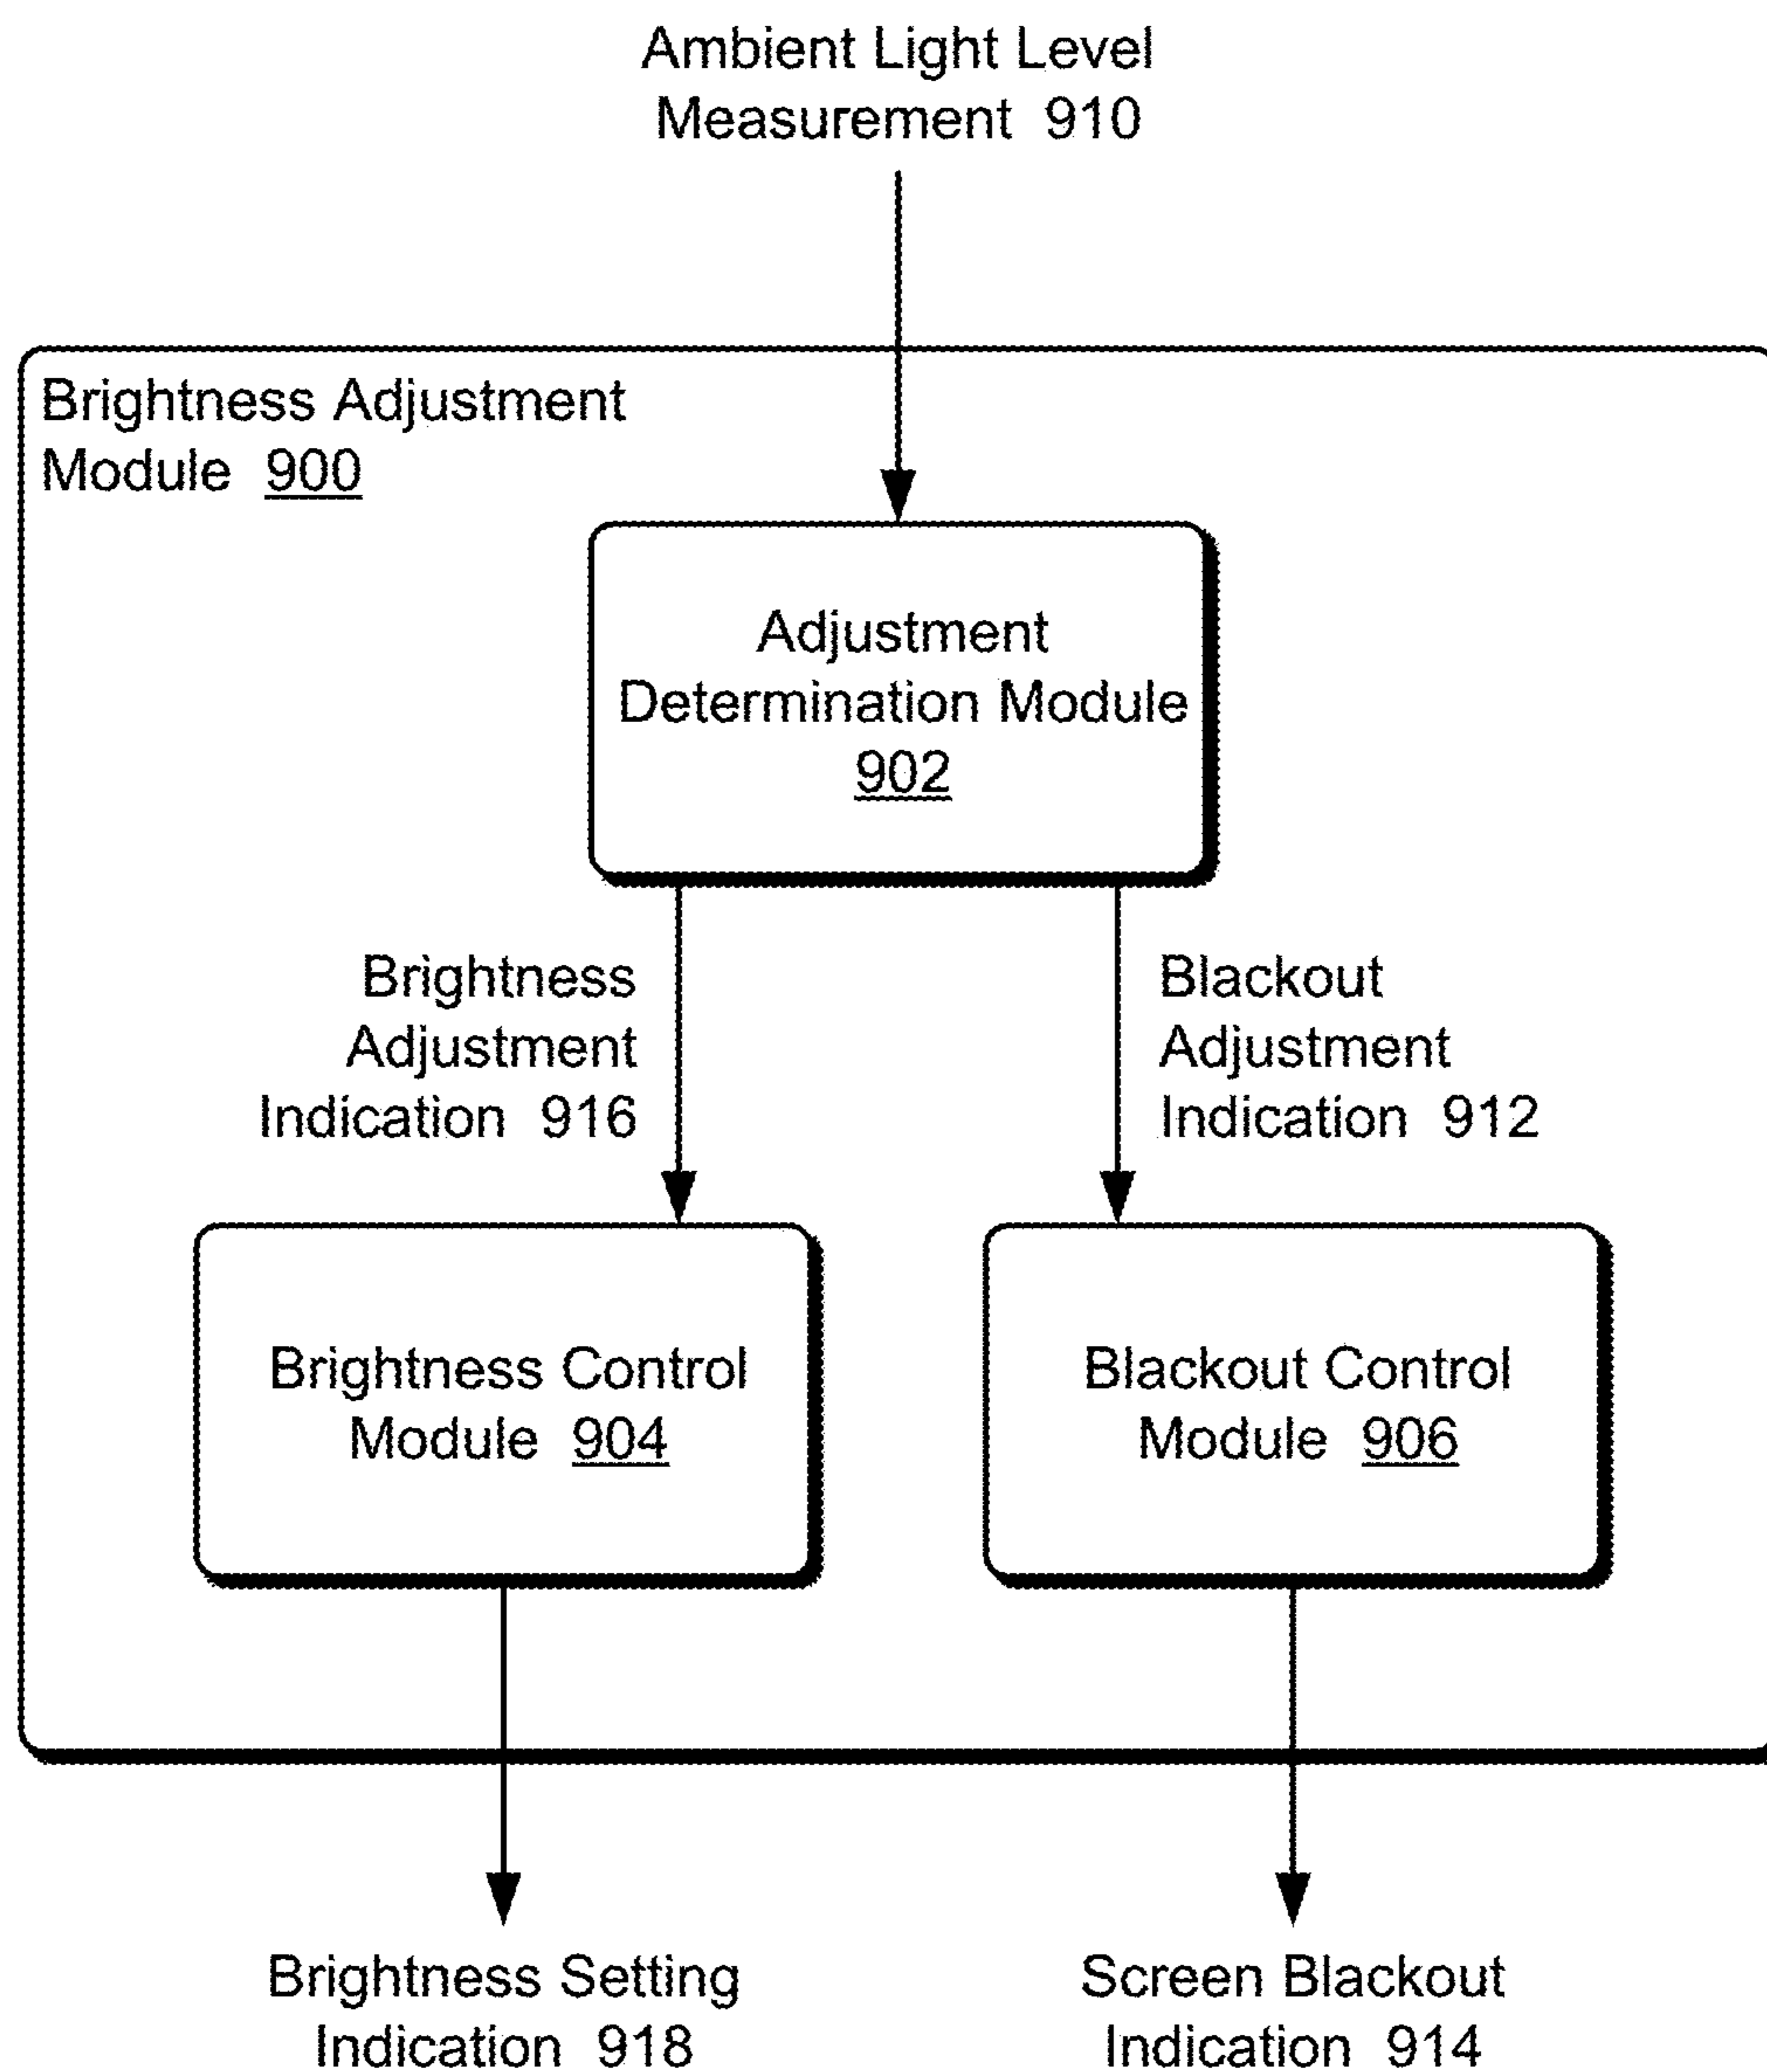 Ambient Light Level
Measurement 910
Brightness Adjustment
Module 900
Adjustment
Determination Module
902
Brightness
Adjustment
Indication 916
Blackout
Adjustment
Indication 912
Brightness Control
Module 904
Blackout Control
Module 906
Brightness Setting
Indication 918
Screen Blackout
Indication 914